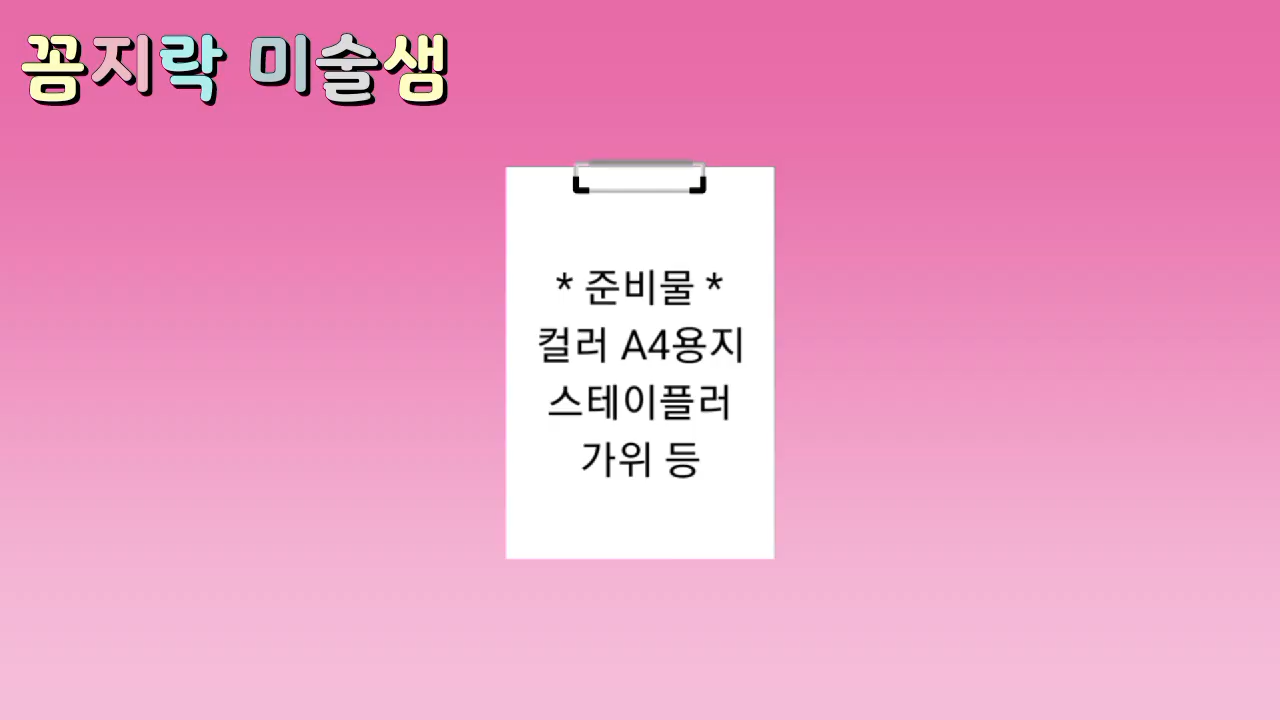 꼼지락 미술샘
* 준비물 *
컬러 A4용지
스테이플러
가위 등